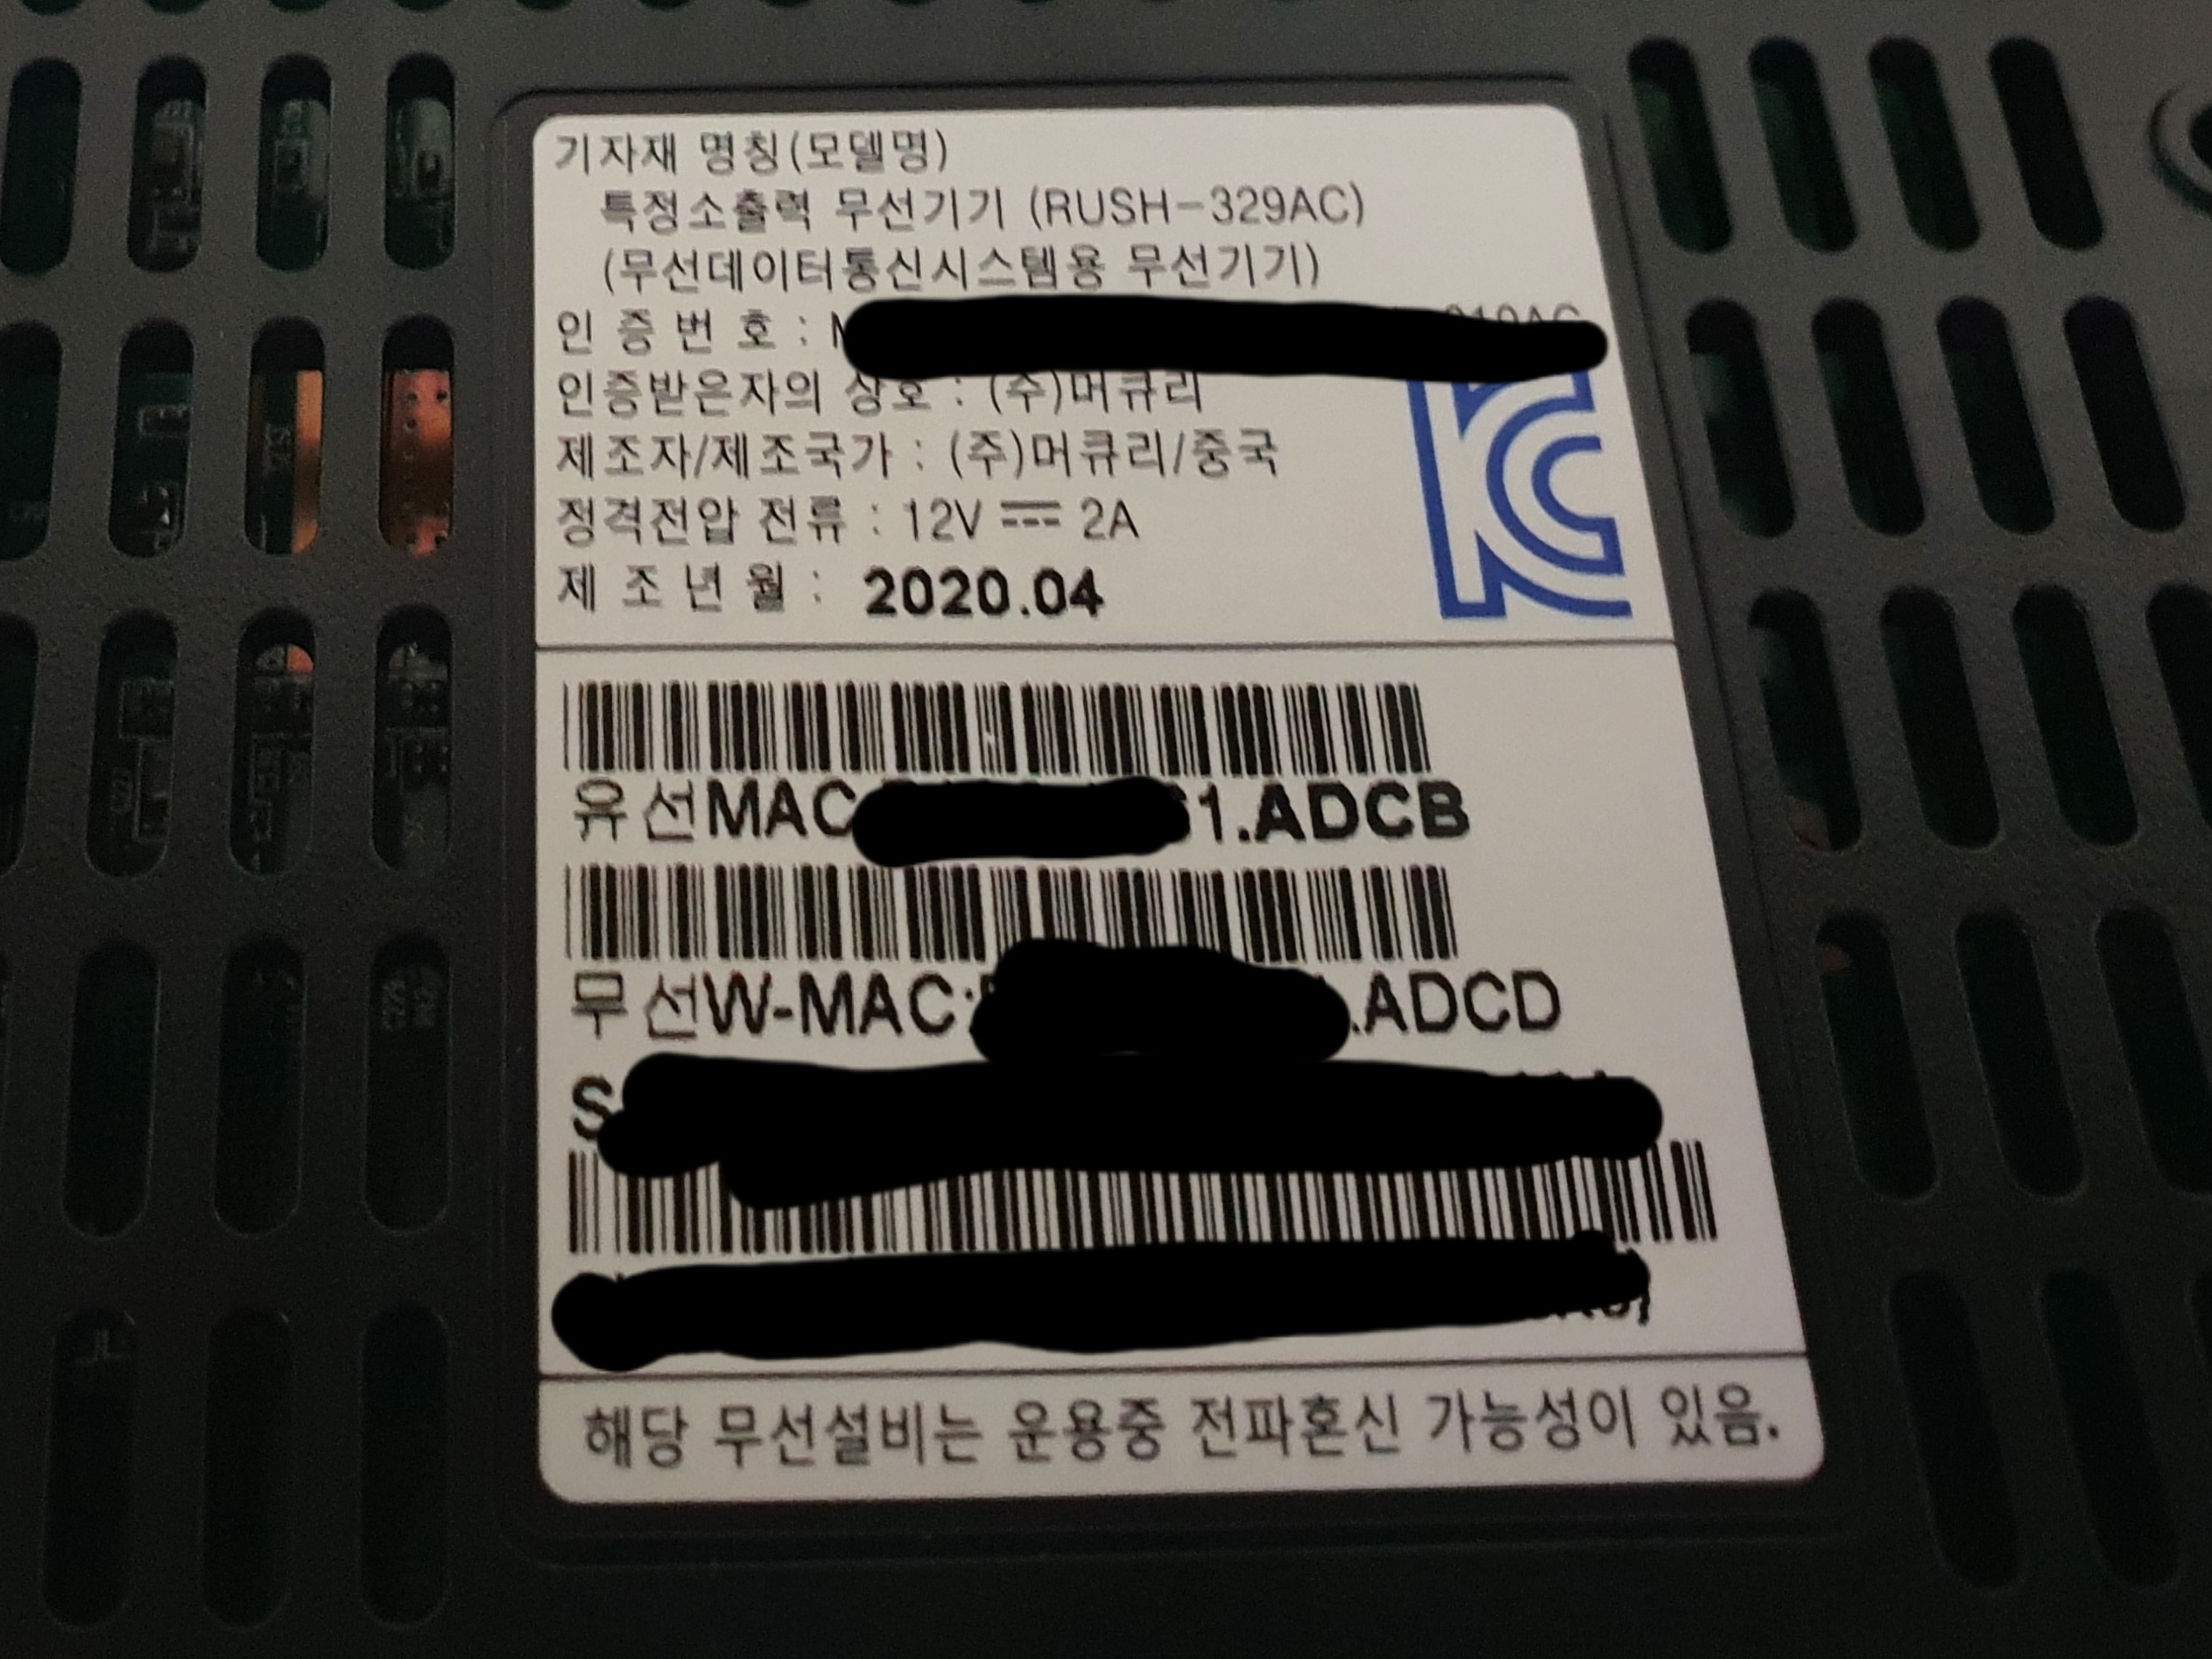 기자재 명칭(모델명)
특정소출력 무선기기 (RUSH-329AC)
(무선데이터통신시스템용 무선기기)
인 증 번 호 :
인증받은자의 상호 : (주)머큐리
제조자/제조국가 : (주)머큐리/중국
정격전압 전류 : 12V ⎓ 2A
제 조 년 월 : 2020.04
유선MAC 1.ADCB
무선W-MAC: .ADCD
S
해당 무선설비는 운용중 전파혼신 가능성이 있음.